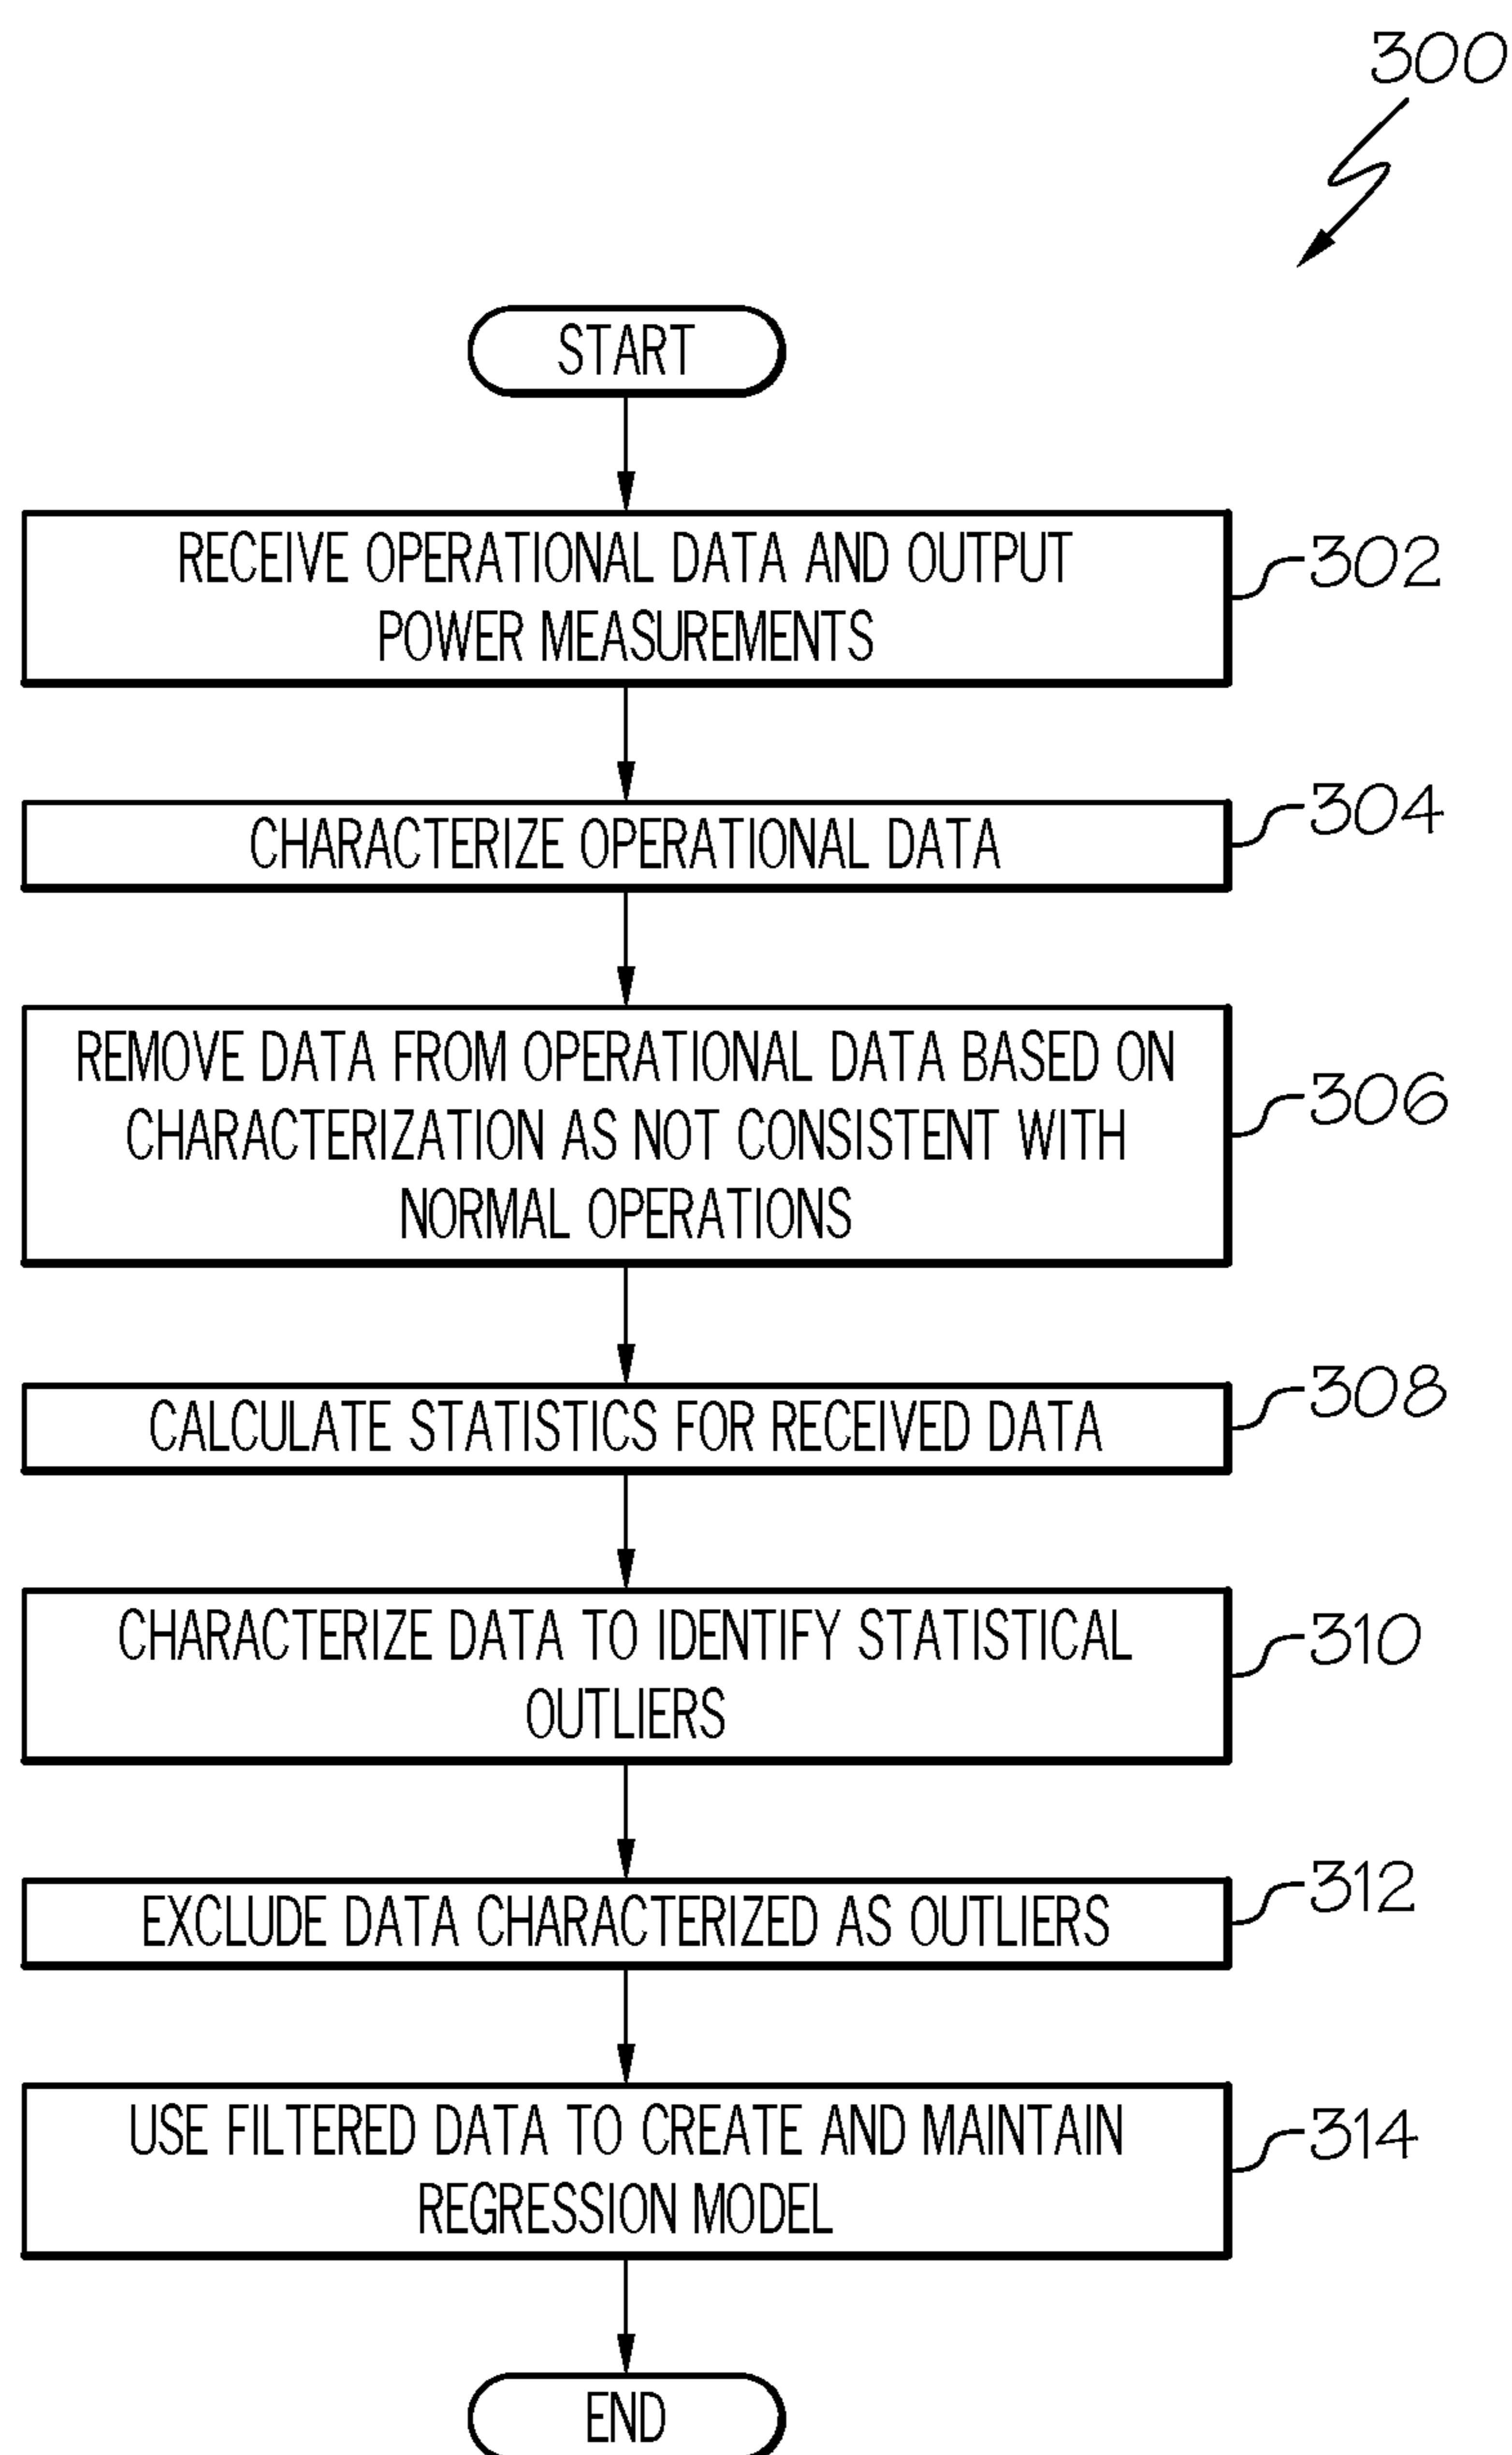 300
START
RECEIVE OPERATIONAL DATA AND OUTPUT
POWER MEASUREMENTS
302
CHARACTERIZE OPERATIONAL DATA
304
REMOVE DATA FROM OPERATIONAL DATA BASED ON
CHARACTERIZATION AS NOT CONSISTENT WITH
NORMAL OPERATIONS
306
CALCULATE STATISTICS FOR RECEIVED DATA
308
CHARACTERIZE DATA TO IDENTIFY STATISTICAL
OUTLIERS
310
EXCLUDE DATA CHARACTERIZED AS OUTLIERS
312
USE FILTERED DATA TO CREATE AND MAINTAIN
REGRESSION MODEL
314
END